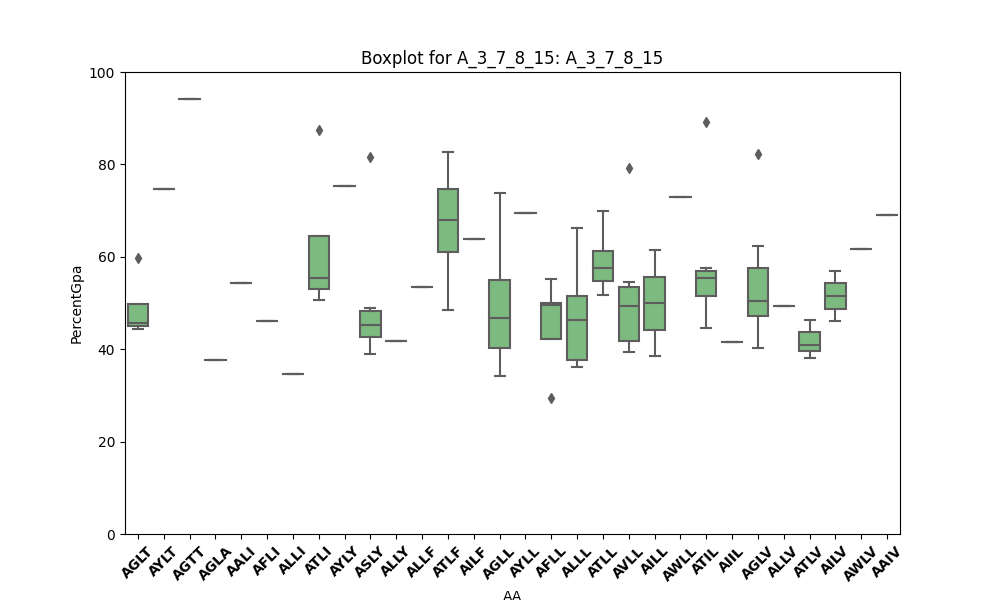 Boxplot for A_3_7_8_15: A_3_7_8_15
100
80
60
40
20
0
PercentGpa
AGLT AYLT AGTT AGLA AALI AFLI ALLI ATLI AYLY ASLY ALLY ALLF ATLF AILF AGLL AYLL AFLL ALLL ATLL AVLL AILL AWLL ATIL AIIL AGLV ALLV ATLV AILV AWLV AAIV
AA